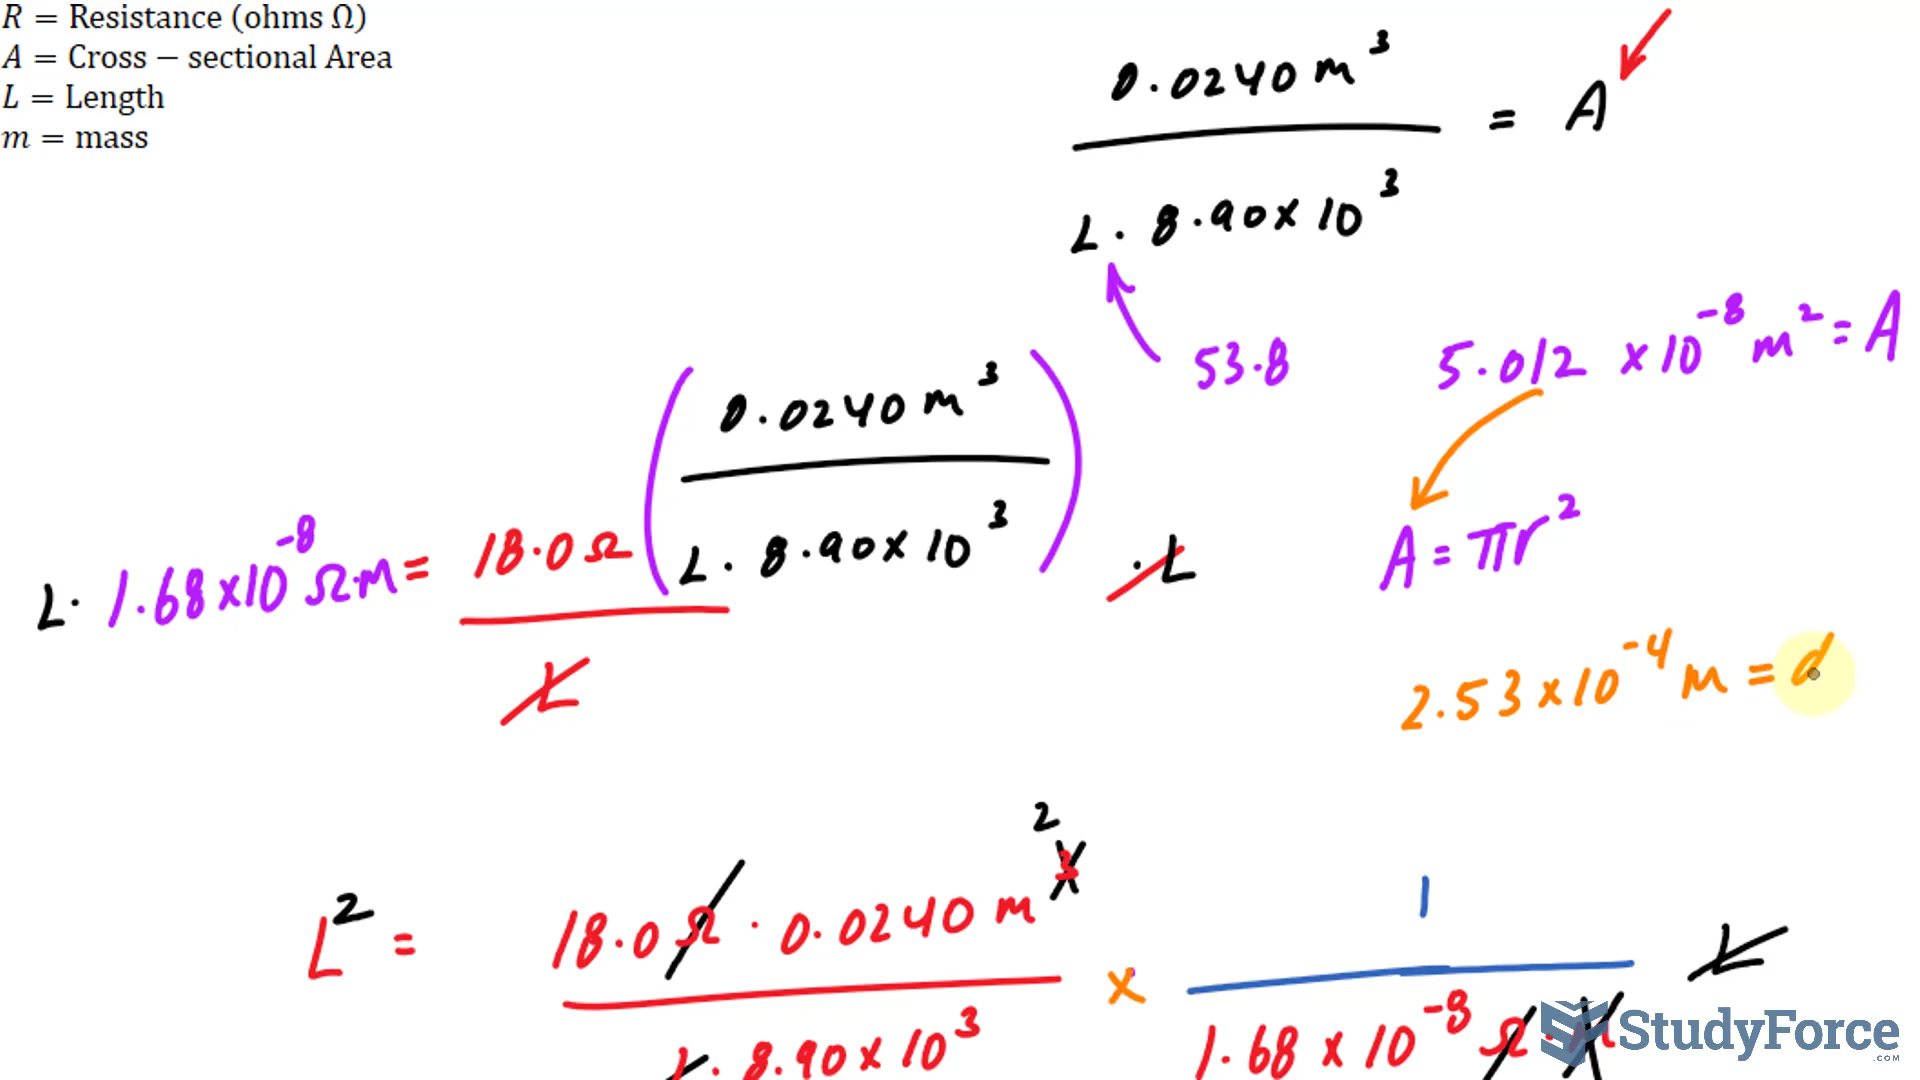 R = Resistance (ohms Ω)
A = Cross − sectional Area
L = Length
m = mass
0.0240 m³
= A
L · 8.90 x 10³
53.8
5.012 x 10⁻⁸ m² = A
0.0240 m³
L · 1.68 x 10⁻⁸ Ω·m = 18.0 Ω
L · 8.90 x 10³
· L
L
A = πr²
2.53 x 10⁻⁴ m = d
2
L² = 18.0 Ω · 0.0240 m³ x 1
L
L · 8.90 x 10³
1.68 x 10⁻⁸ Ω · m
StudyForce
.COM